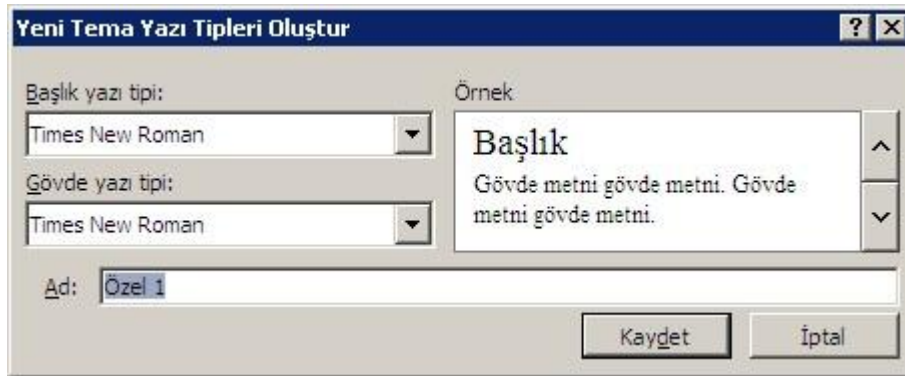 Yeni Tema Yazı Tipleri Oluştur
Başlık yazı tipi:
Times New Roman
Gövde yazı tipi:
Times New Roman
Örnek
Başlık
Gövde metni gövde metni. Gövde
metni gövde metni.
Ad: Özel 1
Kaydet İptal